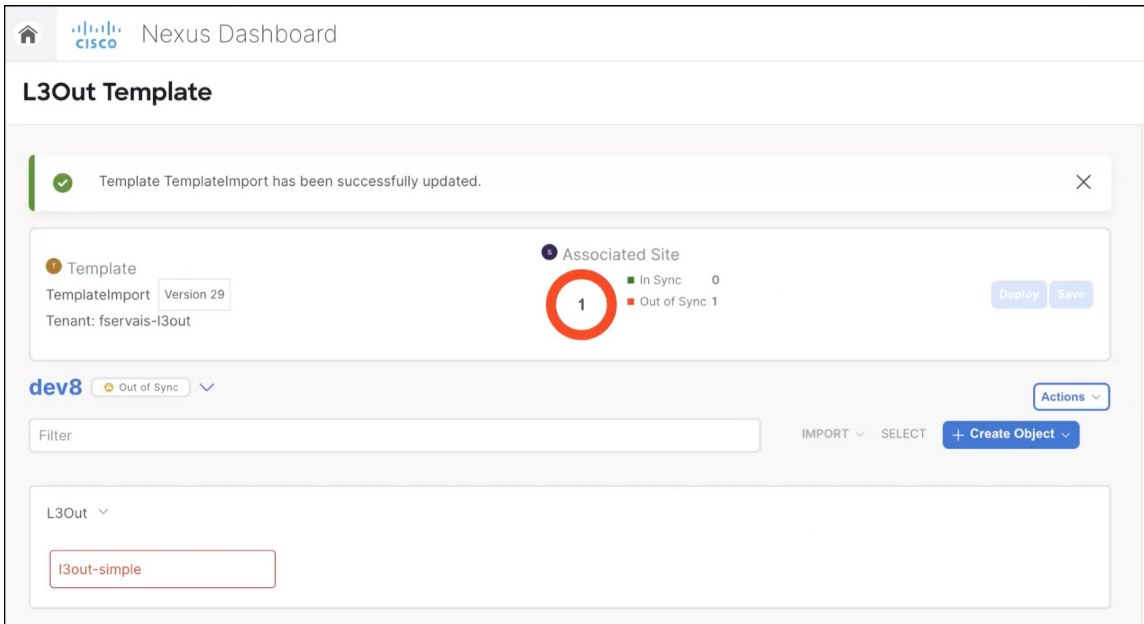 CISCO Nexus Dashboard
L3Out Template
Template TemplateImport has been successfully updated.
T Template
TemplateImport Version 29
Tenant: fservais-l3out
S Associated Site
1
In Sync 0
Out of Sync 1
Deploy Save
dev8 Out of Sync
Actions
Filter
IMPORT SELECT + Create Object
L3Out
l3out-simple